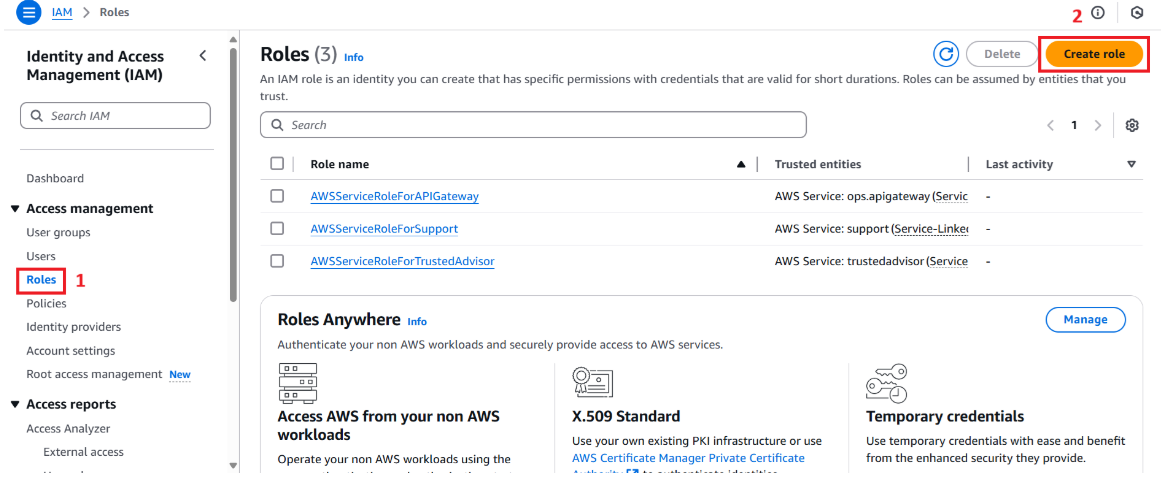 IAM > Roles
2
Identity and Access
Management (IAM)
Search IAM
Dashboard
Access management
User groups
Users
Roles 1
Policies
Identity providers
Account settings
Root access management New
Access reports
Access Analyzer
External access
Roles (3) Info
Delete
Create role
An IAM role is an identity you can create that has specific permissions with credentials that are valid for short durations. Roles can be assumed by entities that you
trust.
Search
1
Role name Trusted entities Last activity
AWSServiceRoleForAPIGateway AWS Service: ops.apigateway (Servic -
AWSServiceRoleForSupport AWS Service: support (Service-Linked -
AWSServiceRoleForTrustedAdvisor AWS Service: trustedadvisor (Service -
Roles Anywhere Info
Manage
Authenticate your non AWS workloads and securely provide access to AWS services.
Access AWS from your non AWS
workloads
Operate your non AWS workloads using the
X.509 Standard
Use your own existing PKI infrastructure or use
AWS Certificate Manager Private Certificate
Authority to authenticate identities.
Temporary credentials
Use temporary credentials with ease and benefit
from the enhanced security they provide.